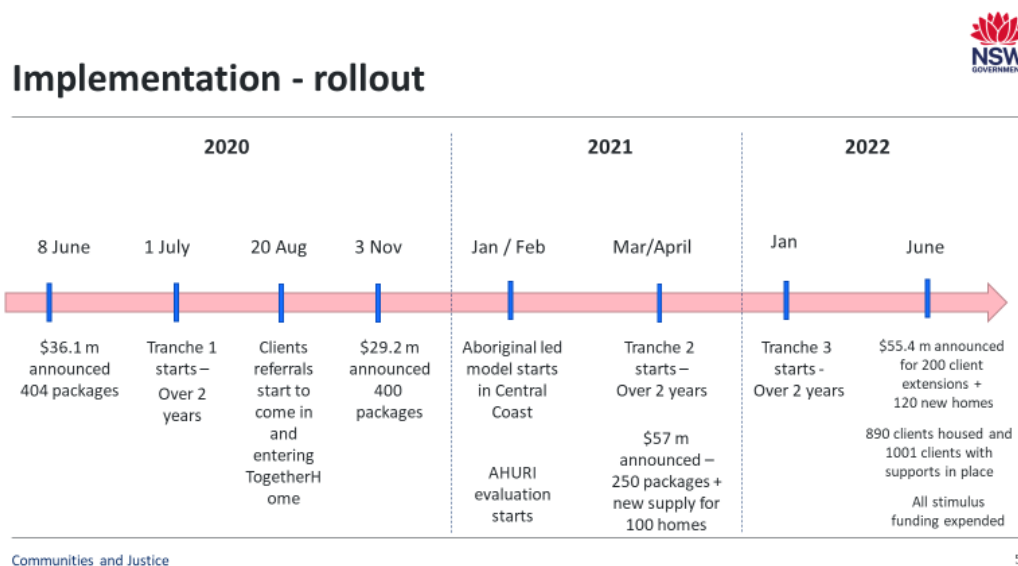 NSW
GOVERNMENT
Implementation - rollout
2020
2021
2022
8 June
1 July
20 Aug
3 Nov
Jan / Feb
Mar/April
Jan
June
$36.1 m
announced
404 packages
Tranche 1
starts –
Over 2
years
Clients
referrals
start to
come in
and
entering
TogetherH
ome
$29.2 m
announced
400
packages
Aboriginal led
model starts
in Central
Coast
AHURI
evaluation
starts
Tranche 2
starts –
Over 2 years
$57 m
announced –
250 packages +
new supply for
100 homes
Tranche 3
starts -
Over 2 years
$55.4 m announced
for 200 client
extensions +
120 new homes
890 clients housed and
1001 clients with
supports in place
All stimulus
funding expended
Communities and Justice
5